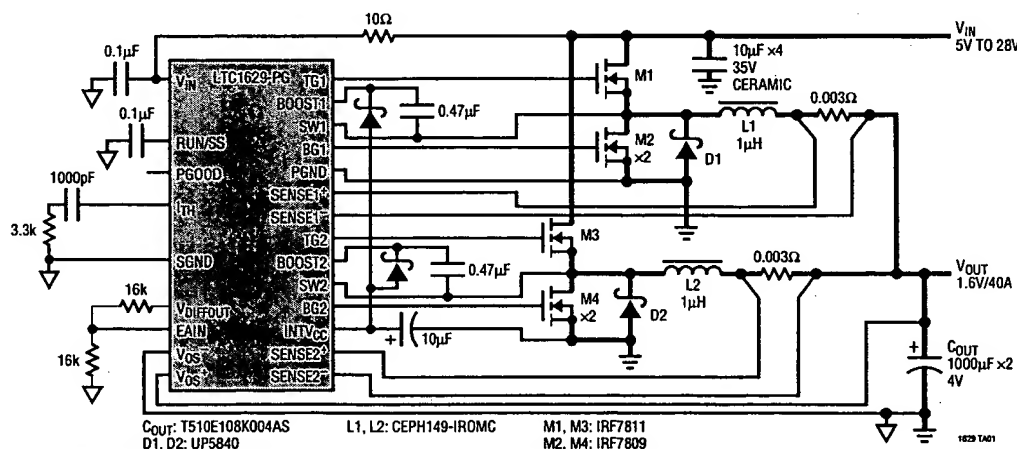 10Ω
VIN
5V TO 28V
0.1µF
10µF ×4
35V
CERAMIC
LTC1629-PG
VIN
TG1
M1
BOOST1
0.47µF
0.003Ω
0.1µF
SW1
L1
1µH
RUN/SS
BG1
M2
×2
D1
PGOOD
PGND
1000pF
SENSE1+
ITH
SENSE1–
3.3k
TG2
M3
SGND
BOOST2
0.47µF
0.003Ω
VOUT
1.6V/40A
SW2
L2
1µH
16k
VDIFFOUT
BG2
M4
×2
D2
EAIN
INTVCC
+
10µF
16k
VOS–
SENSE2+
+
COUT
1000µF ×2
4V
VOS+
SENSE2–
COUT: T510E108K004AS
L1, L2: CEPH149-IROMC
M1, M3: IRF7811
D1, D2: UP5840
M2, M4: IRF7809
1629 TA01